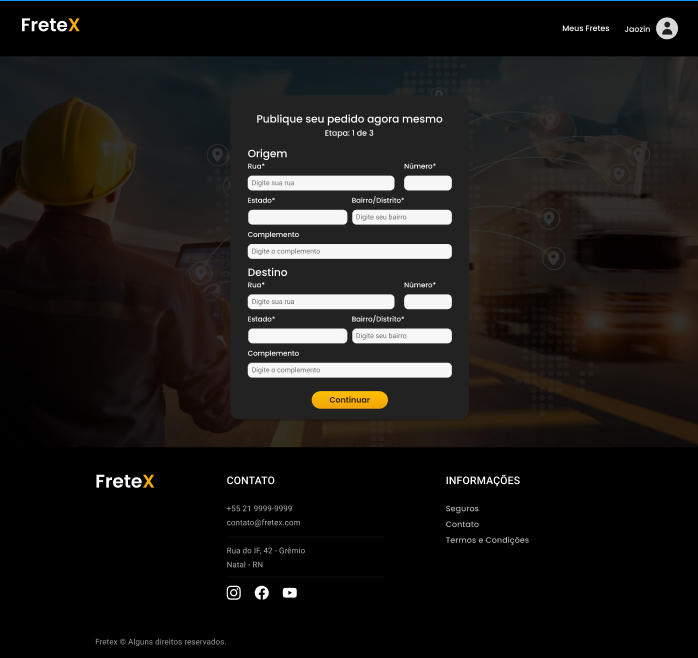 FreteX
Meus Fretes
Jaozin
Publique seu pedido agora mesmo
Etapa: 1 de 3
Origem
Rua* Número*
Digite sua rua
Estado* Bairro/Distrito*
Digite seu bairro
Complemento
Digite o complemento
Destino
Rua* Número*
Digite sua rua
Estado* Bairro/Distrito*
Digite seu bairro
Complemento
Digite o complemento
Continuar
FreteX
CONTATO
+55 21 9999-9999
contato@fretex.com
Rua do IF, 42 - Grêmio
Natal - RN
INFORMAÇÕES
Seguros
Contato
Termos e Condições
Fretex © Alguns direitos reservados.